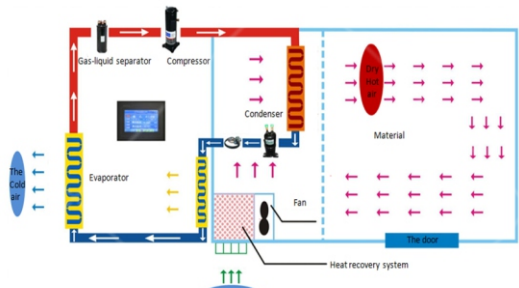 Gas-liquid separator
Compressor
Dry
Hot
air
Condenser
Material
The
Cold
air
Evaporator
Fan
The door
Heat recovery system